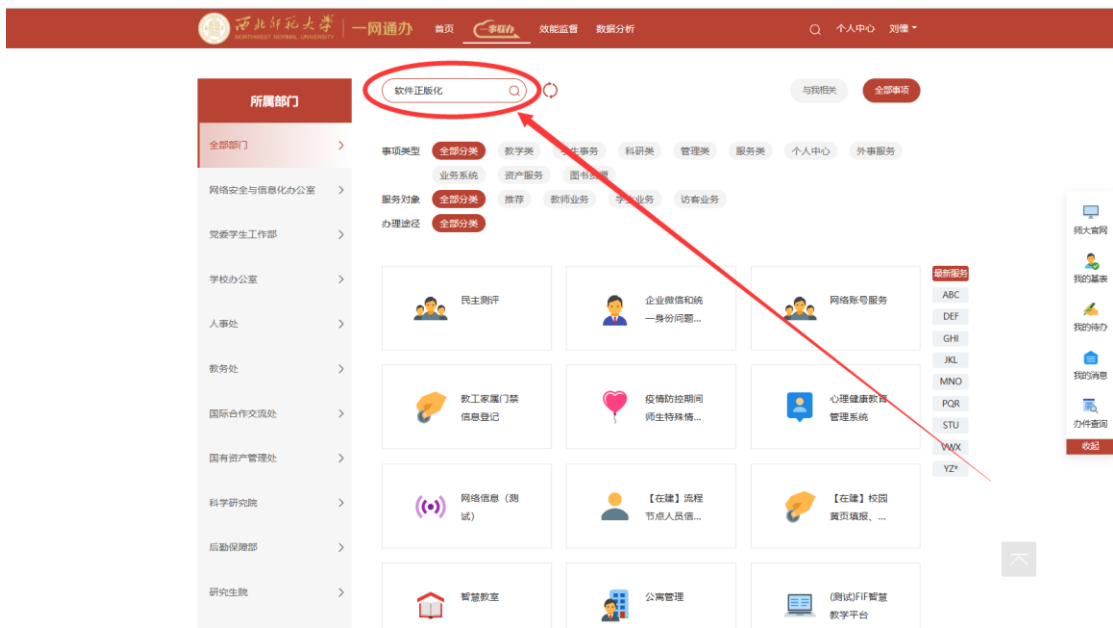 西北师范大学
NORTHWEST NORMAL UNIVERSITY
一网通办
首页
一事联办
效能监督
数据分析
个人中心
刘僮
所属部门
全部部门
网络安全与信息化办公室
党委学生工作部
学校办公室
人事处
教务处
国际合作交流处
国有资产管理处
科学研究院
后勤保障部
研究生院
软件正版化
与我相关
全部事项
事项类型 全部分类 教学类 学生事务 科研类 管理类 服务类 个人中心 外事服务
业务系统 资产服务 图书资源
服务对象 全部分类 推荐 教师业务 学生业务 访客业务
办理途径 全部分类
民主测评
企业微信和统
一身份问题...
网络账号服务
教工家属门禁
信息登记
疫情防控期间
师生特殊情...
心理健康教育
管理系统
网络信息（测
试）
【在建】流程
节点人员信...
【在建】校园
黄页填报、...
智慧教室
公寓管理
(测试)FIF智慧
教学平台
最新服务
ABC
DEF
GHI
JKL
MNO
PQR
STU
VWX
YZ*
师大官网
我的基表
我的待办
我的消息
办件查询
收起